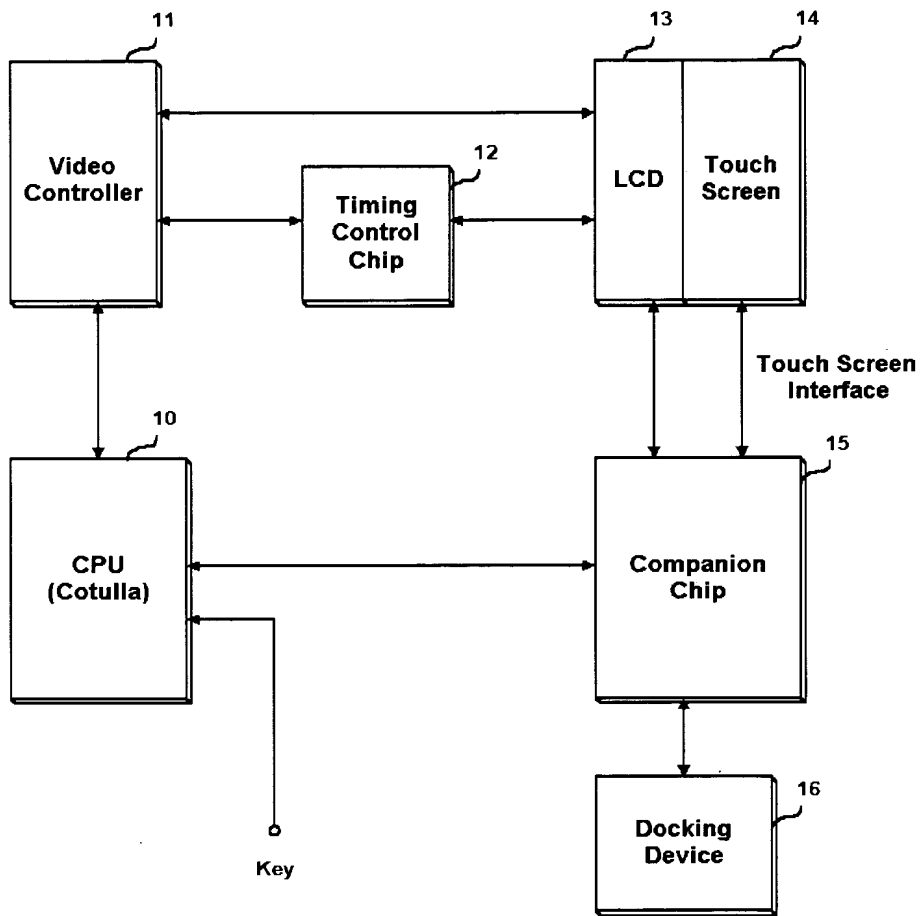 11
13
14
Video
Controller
12
Timing
Control
Chip
LCD
Touch
Screen
Touch Screen
Interface
10
15
CPU
(Cotulla)
Companion
Chip
Key
16
Docking
Device